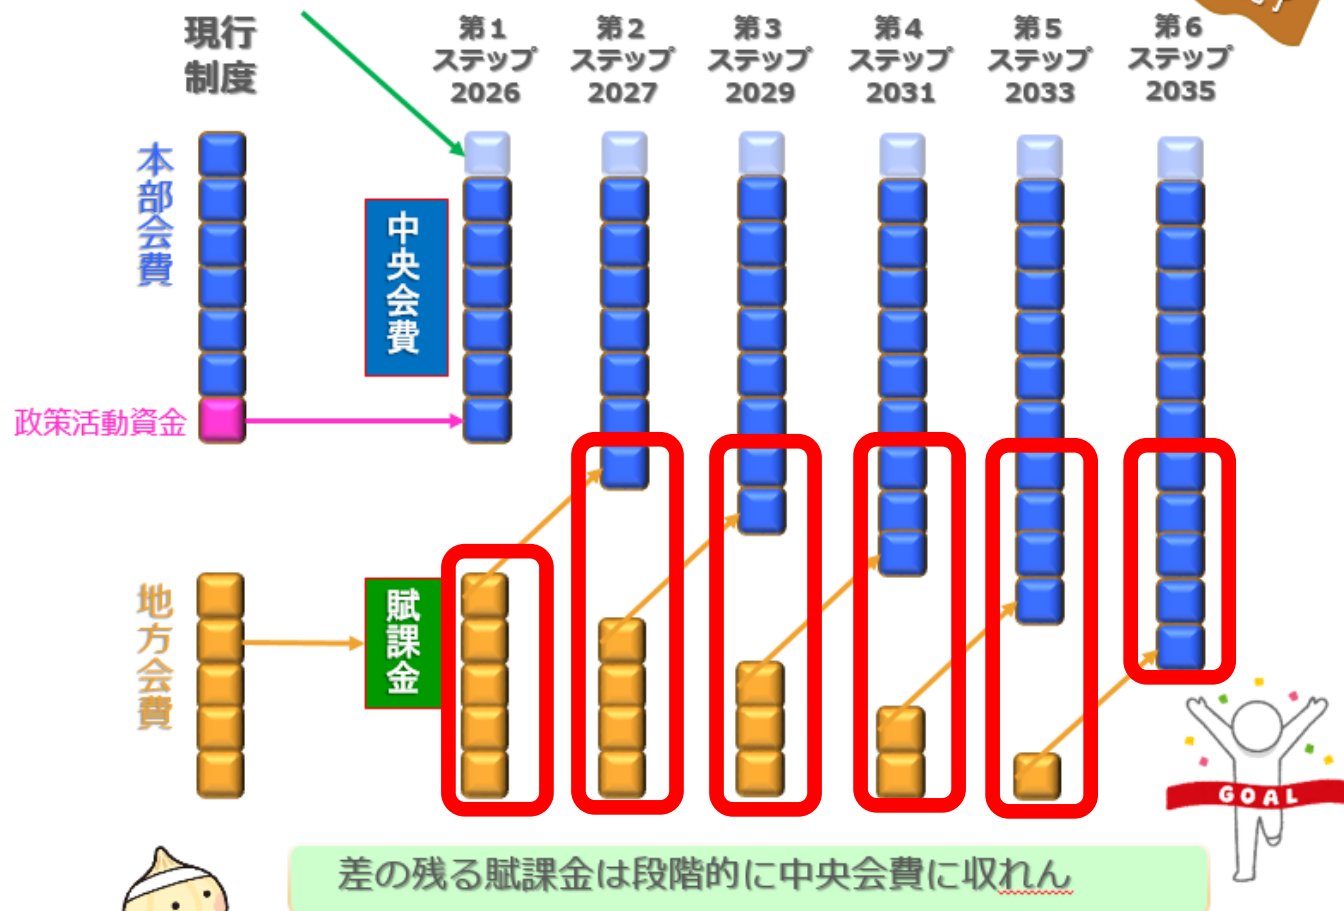 現行
制度
第1
ステップ
2026
第2
ステップ
2027
第3
ステップ
2029
第4
ステップ
2031
第5
ステップ
2033
第6
ステップ
2035
本部会費
中央会費
政策活動資金
地方会費
賦課金
GOAL
差の残る賦課金は段階的に中央会費に収れん